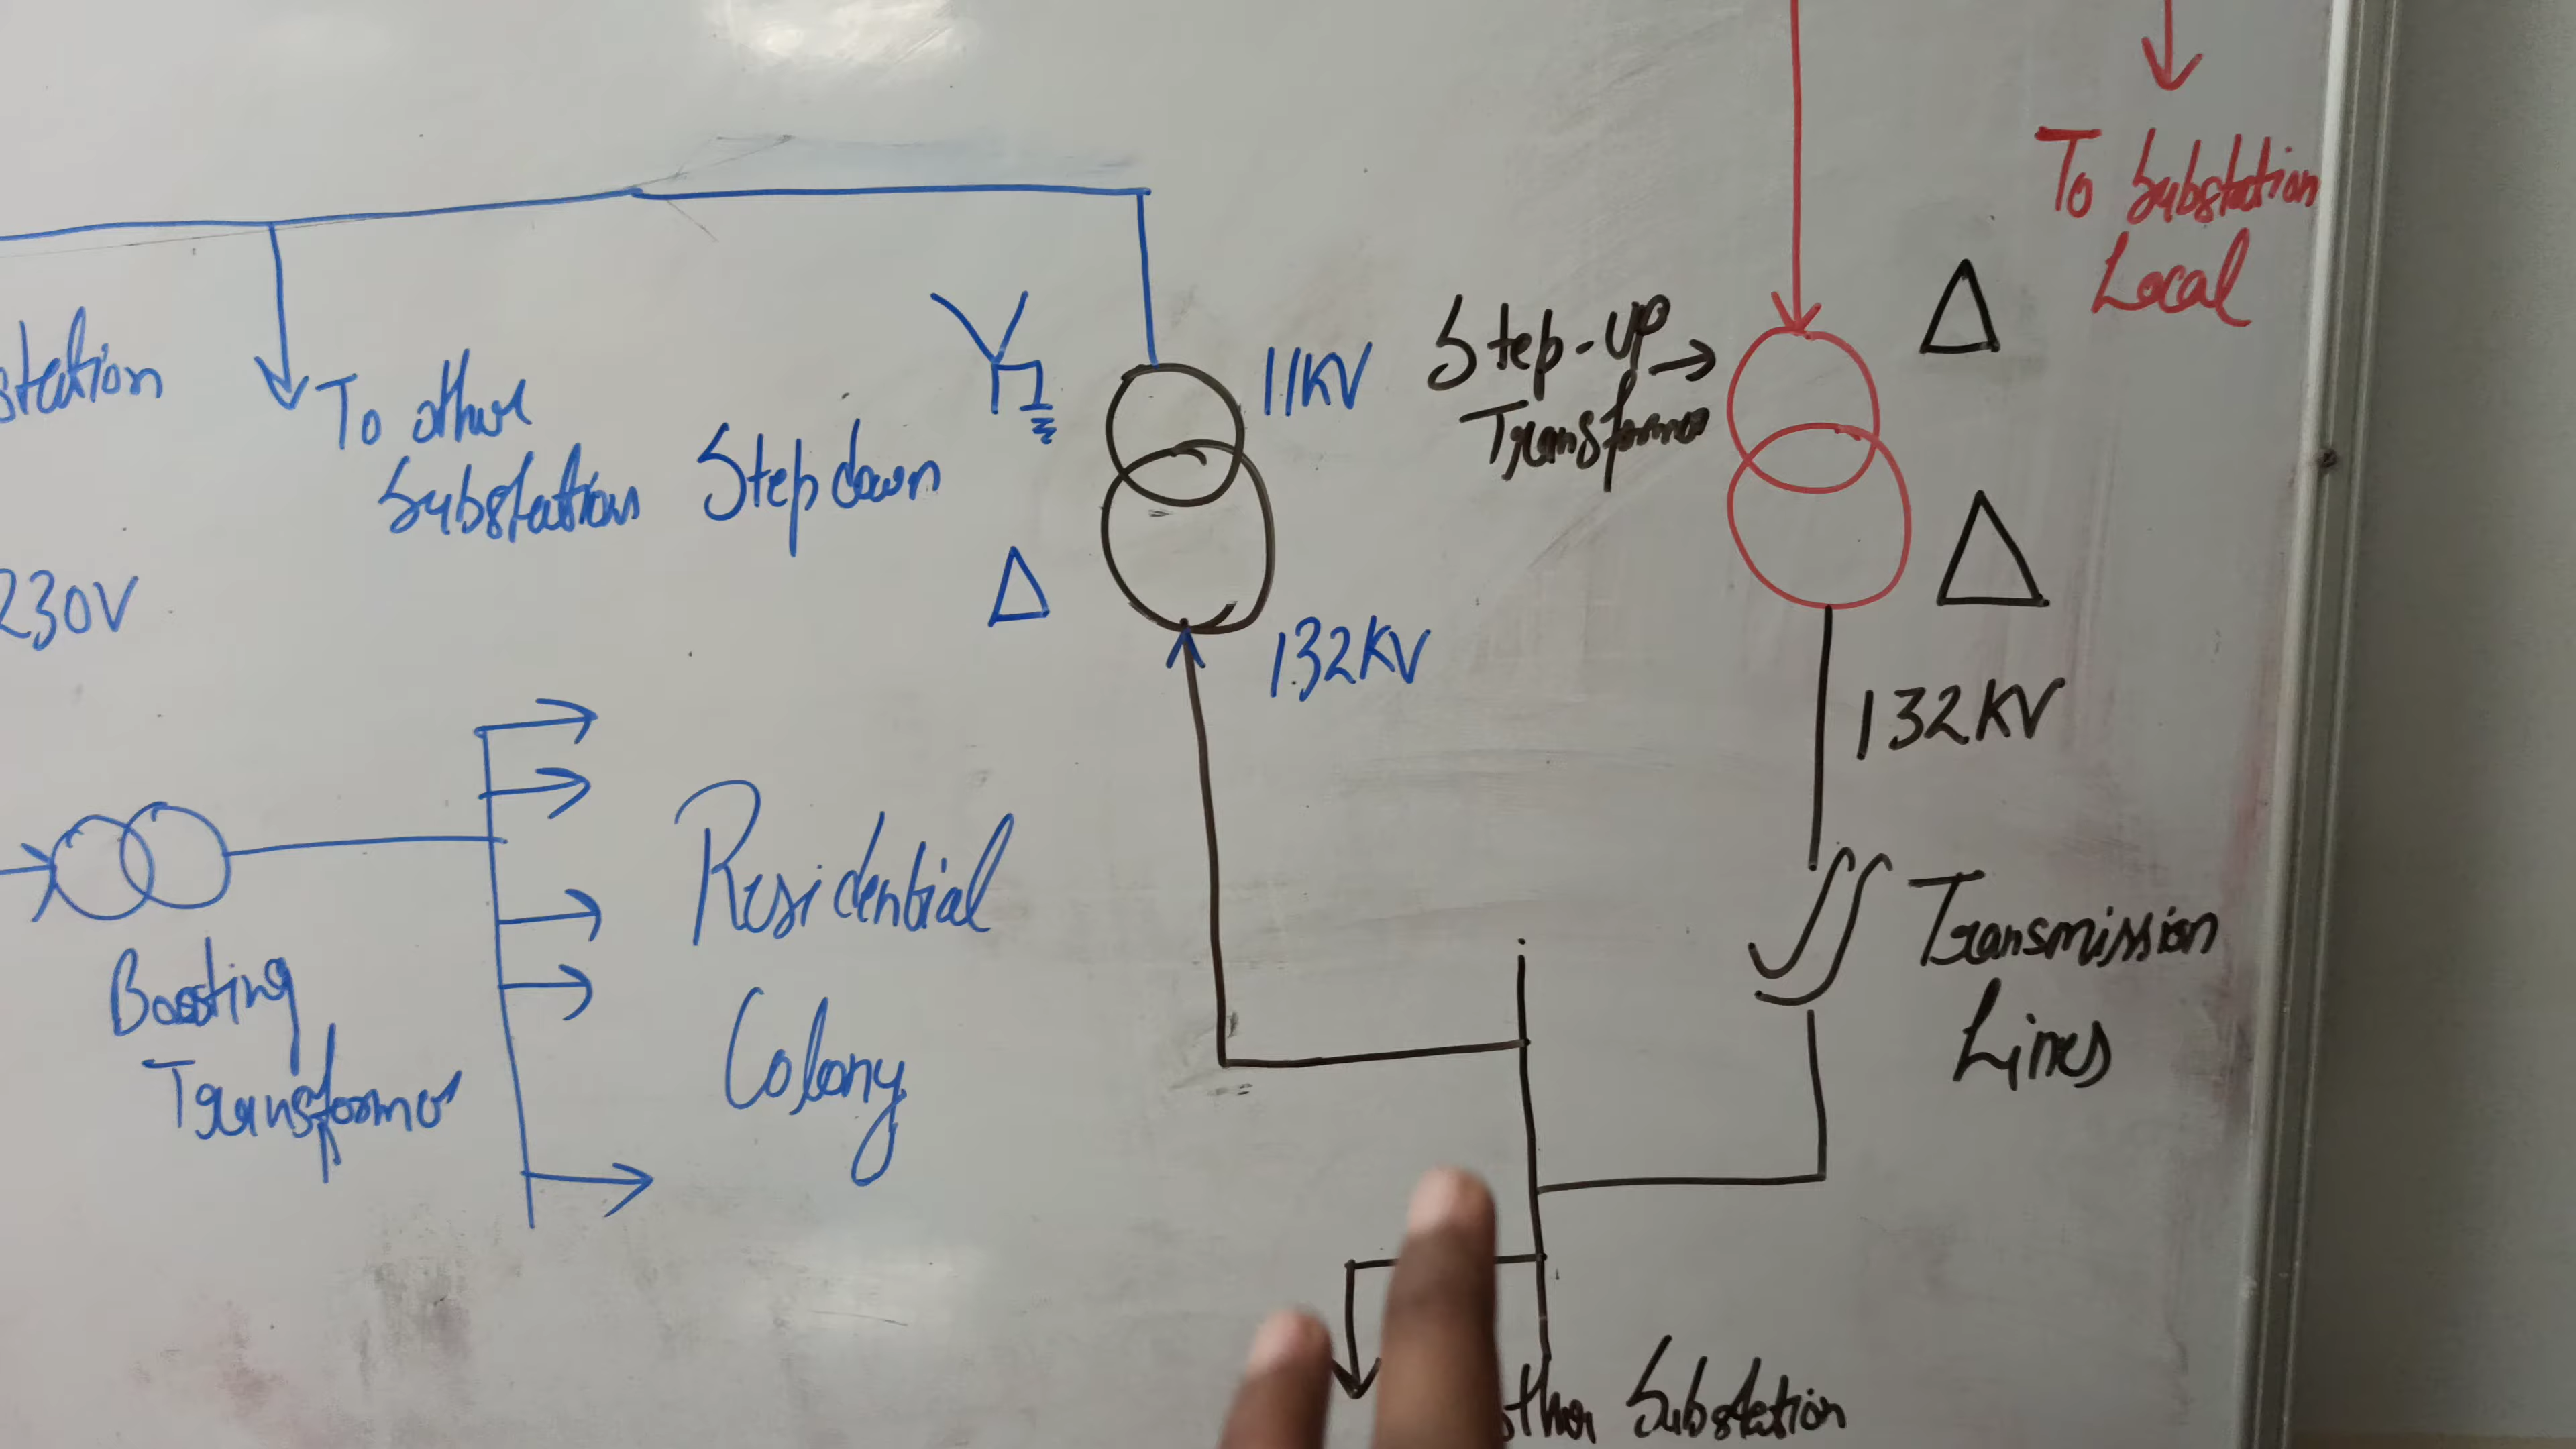 To Substation
Local
Step-UP
Transformer
11KV
station
To other
Substations
Step down
230V
132KV
132KV
Residential
Colony
Transmission
Lines
Boosting
Transformer
Substation